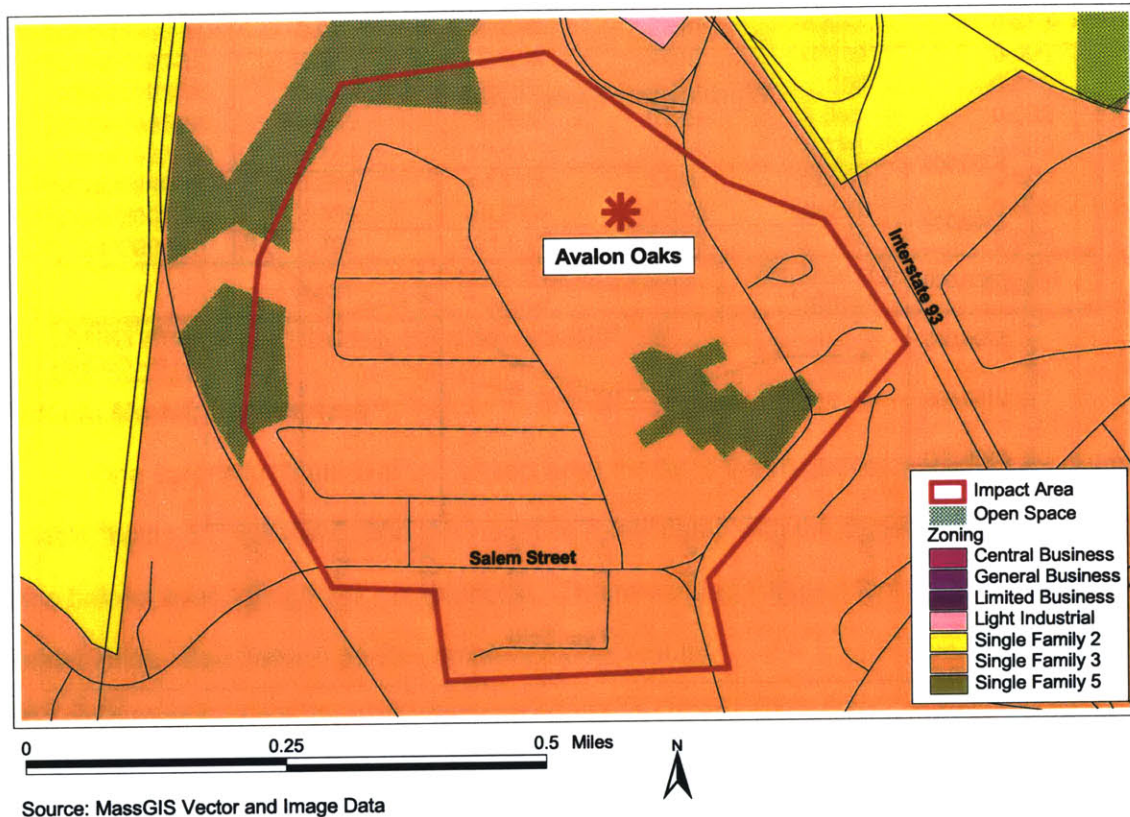 Avalon Oaks
Interstate 93
Salem Street
Impact Area
Open Space
Zoning
Central Business
General Business
Limited Business
Light Industrial
Single Family 2
Single Family 3
Single Family 5
0 0.25 0.5 Miles
N
Source: MassGIS Vector and Image Data